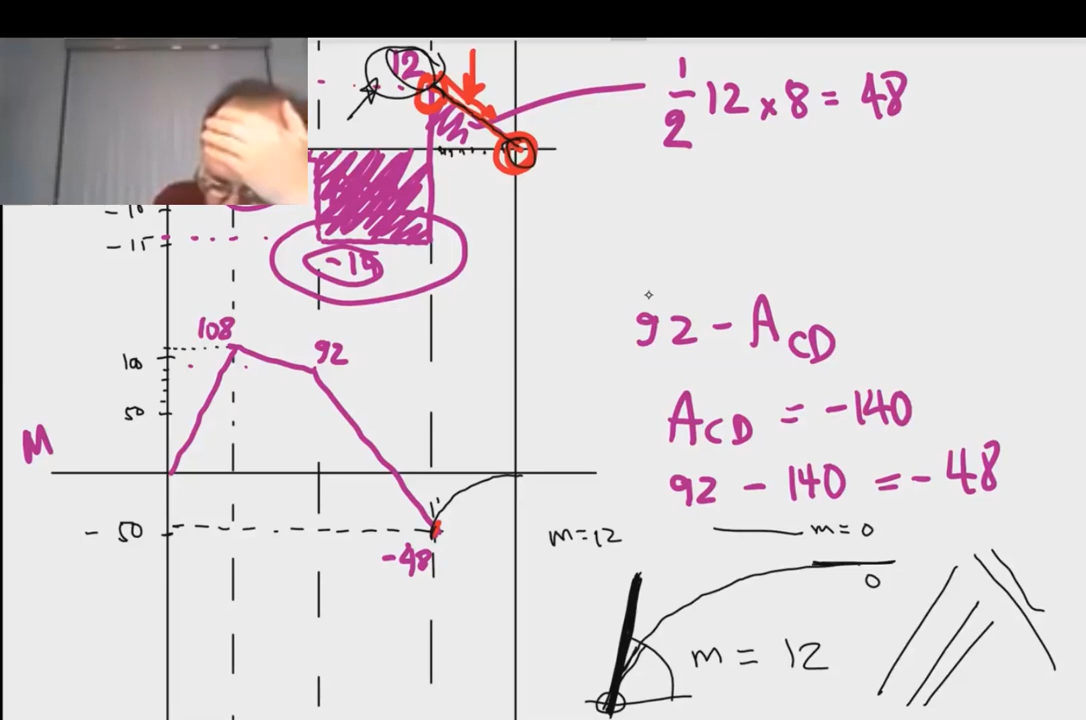 12
1/2 12 × 8 = 48
-10
-15
108
92
100
50
M
-50
-48
92 - A_CD
A_CD = -140
92 - 140 = -48
m=12
m=0
0
m = 12